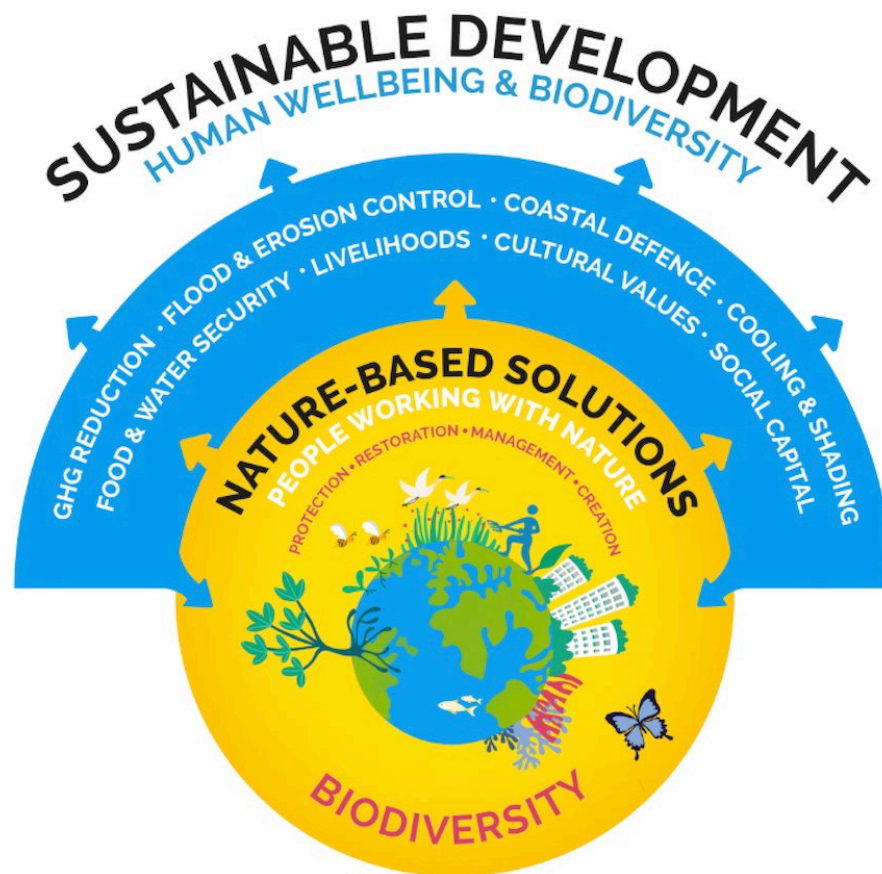 SUSTAINABLE DEVELOPMENT
HUMAN WELLBEING & BIODIVERSITY
GHG REDUCTION · FLOOD & EROSION CONTROL · COASTAL DEFENCE · COOLING & SHADING
FOOD & WATER SECURITY · LIVELIHOODS · CULTURAL VALUES · SOCIAL CAPITAL
NATURE-BASED SOLUTIONS
PEOPLE WORKING WITH NATURE
PROTECTION • RESTORATION • MANAGEMENT • CREATION
BIODIVERSITY